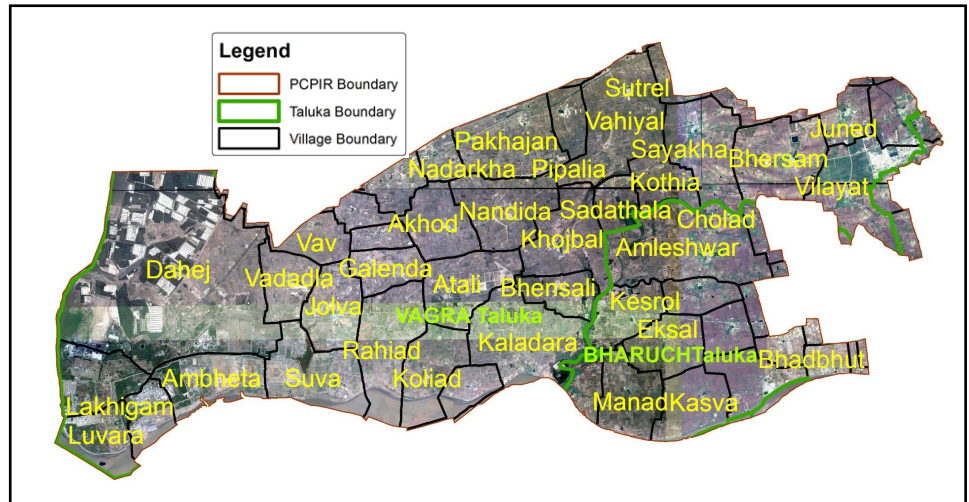 Legend
PCPIR Boundary
Taluka Boundary
Village Boundary
Sutrel
Vahiyal
Pakhajan
Juned
Sayakha
Bhersam
Nadarkha
Pipalia
Kothia
Vilayat
Nandida
Sadathala
Akhod
Cholad
Khojbal
Vav
Amleshwar
Dahej
Galenda
Vadadla
Atali
Bhensali
Jolva
Kesrol
VAGRA Taluka
Eksal
Kaladara
Rahiad
BHARUCHTaluka
Bhadbhut
Ambheta
Suva
Koliad
Lakhigam
Manad
Kasva
Luvara